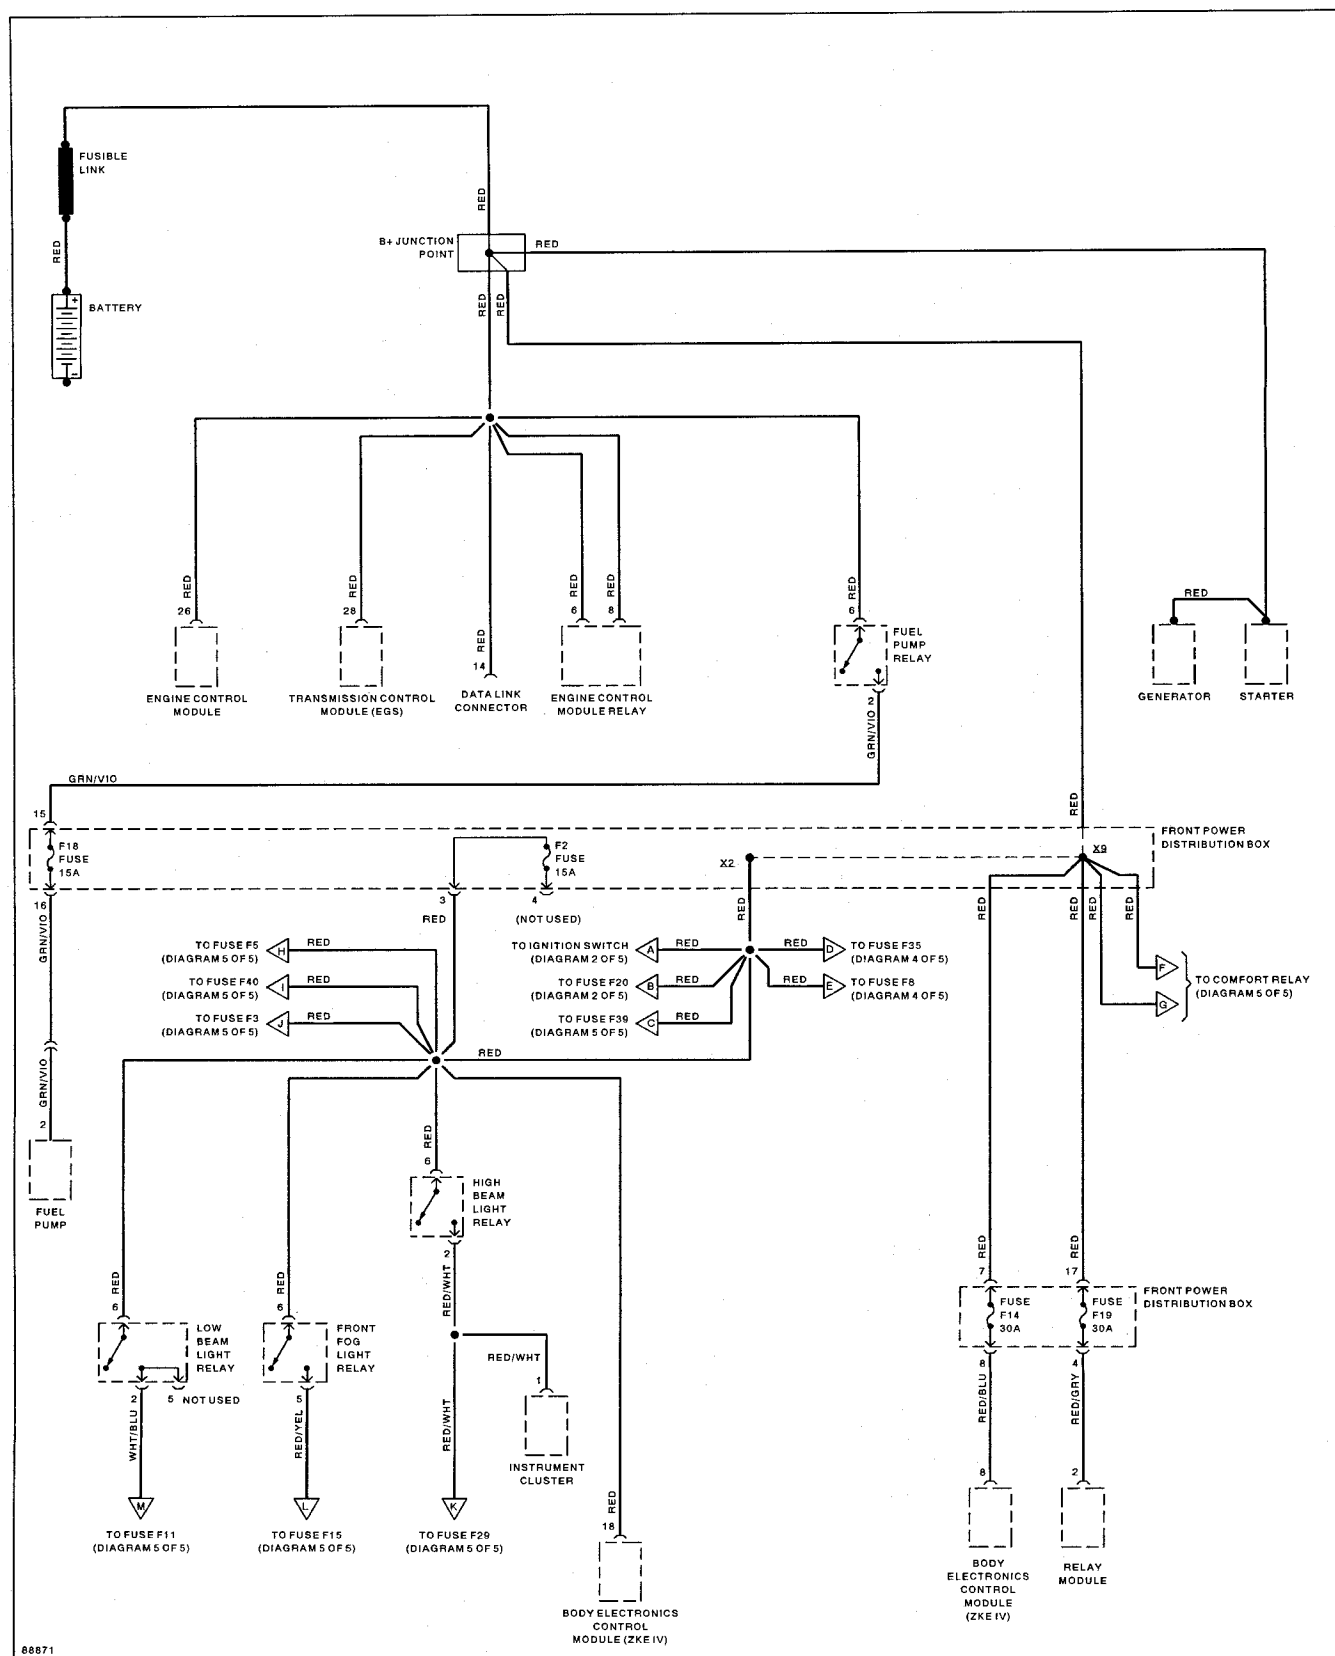 FUSIBLE
LINK
RED
RED
B+ JUNCTION
POINT
RED
RED
RED
BATTERY
+
-
RED
26
ENGINE CONTROL
MODULE
RED
28
TRANSMISSION CONTROL
MODULE (EGS)
RED
14
DATA LINK
CONNECTOR
RED
6
RED
8
ENGINE CONTROL
MODULE RELAY
RED
6
FUEL
PUMP
RELAY
2
GRN/VIO
RED
GENERATOR
STARTER
GRN/VIO
15
F18
FUSE
15A
16
GRN/VIO
GRN/VIO
2
FUEL
PUMP
F2
FUSE
15A
3
RED
4
(NOT USED)
X2
RED
RED
X9
FRONT POWER
DISTRIBUTION BOX
RED
RED
RED
RED
TO FUSE F5
(DIAGRAM 5 OF 5)
H
RED
TO FUSE F40
(DIAGRAM 5 OF 5)
I
RED
TO FUSE F3
(DIAGRAM 5 OF 5)
J
RED
TO IGNITION SWITCH
(DIAGRAM 2 OF 5)
A
RED
TO FUSE F20
(DIAGRAM 2 OF 5)
B
RED
TO FUSE F39
(DIAGRAM 5 OF 5)
C
RED
RED
D
TO FUSE F35
(DIAGRAM 4 OF 5)
RED
E
TO FUSE F8
(DIAGRAM 4 OF 5)
F
G
TO COMFORT RELAY
(DIAGRAM 5 OF 5)
RED
RED
6
HIGH
BEAM
LIGHT
RELAY
2
RED/WHT
RED/WHT
RED/WHT
1
INSTRUMENT
CLUSTER
K
TO FUSE F29
(DIAGRAM 5 OF 5)
RED
6
LOW
BEAM
LIGHT
RELAY
2
5 NOT USED
WHT/BLU
M
TO FUSE F11
(DIAGRAM 5 OF 5)
RED
6
FRONT
FOG
LIGHT
RELAY
5
RED/YEL
L
TO FUSE F15
(DIAGRAM 5 OF 5)
RED
18
BODY ELECTRONICS
CONTROL
MODULE (ZKE IV)
RED
7
RED
17
FUSE
F14
30A
FUSE
F19
30A
FRONT POWER
DISTRIBUTION BOX
8
RED/BLU
8
4
RED/GRY
2
BODY
ELECTRONICS
CONTROL
MODULE
(ZKE IV)
RELAY
MODULE
88871